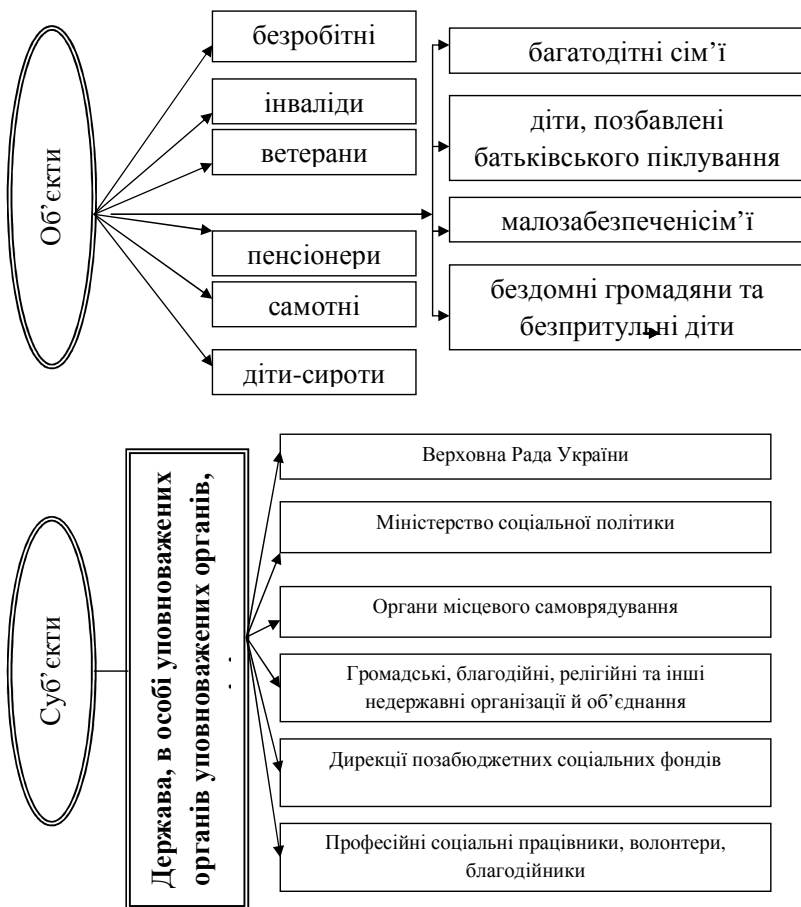 Об’єкти
безробітні
інваліди
ветерани
пенсіонери
самотні
діти-сироти
багатодітні сім’ї
діти, позбавлені
батьківського піклування
малозабезпеченісім’ї
бездомні громадяни та
безпритульні діти
Суб’єкти
Держава, в особі уповноважених
органів уповноважених органів,
Верховна Рада України
Міністерство соціальної політики
Органи місцевого самоврядування
Громадські, благодійні, релігійні та інші
недержавні організації й об’єднання
Дирекції позабюджетних соціальних фондів
Професійні соціальні працівники, волонтери,
благодійники